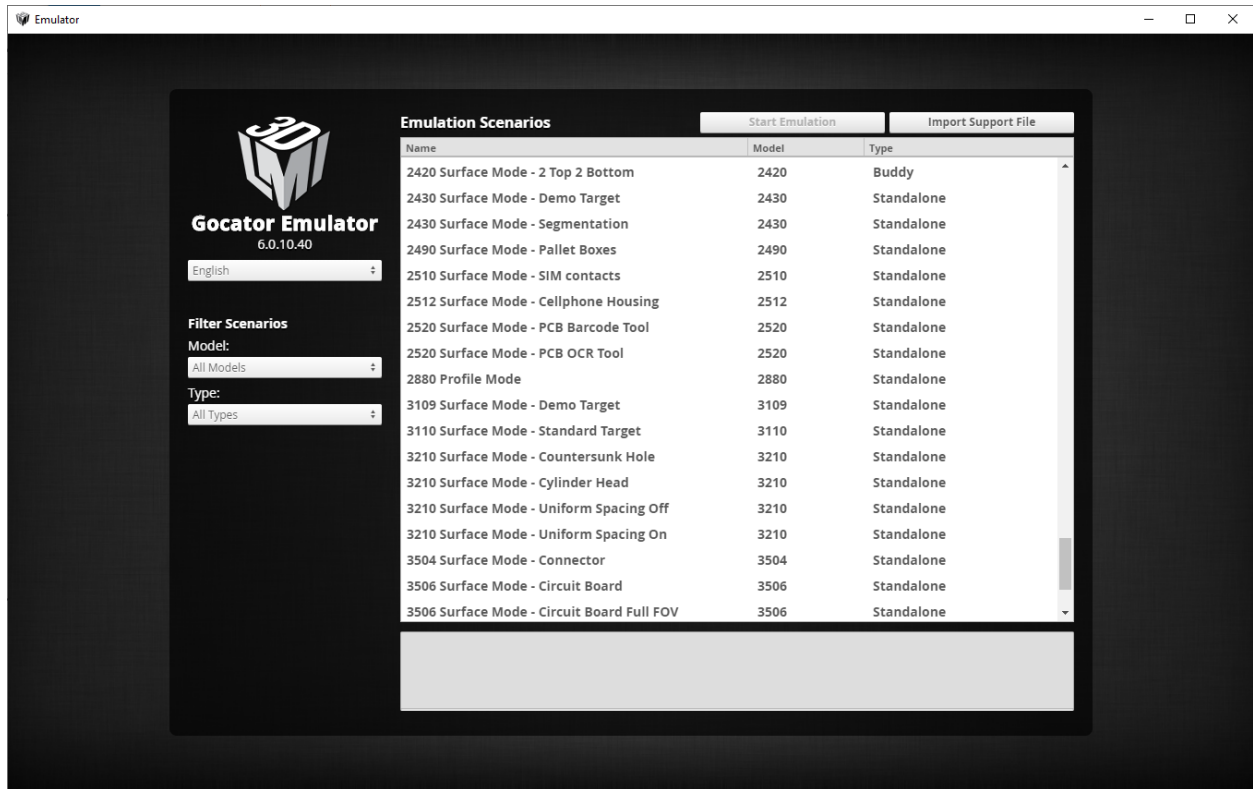 Emulator
3D
LMI
Gocator Emulator
6.0.10.40
English
Filter Scenarios
Model:
All Models
Type:
All Types
Emulation Scenarios
Start Emulation
Import Support File
Name Model Type
2420 Surface Mode - 2 Top 2 Bottom 2420 Buddy
2430 Surface Mode - Demo Target 2430 Standalone
2430 Surface Mode - Segmentation 2430 Standalone
2490 Surface Mode - Pallet Boxes 2490 Standalone
2510 Surface Mode - SIM contacts 2510 Standalone
2512 Surface Mode - Cellphone Housing 2512 Standalone
2520 Surface Mode - PCB Barcode Tool 2520 Standalone
2520 Surface Mode - PCB OCR Tool 2520 Standalone
2880 Profile Mode 2880 Standalone
3109 Surface Mode - Demo Target 3109 Standalone
3110 Surface Mode - Standard Target 3110 Standalone
3210 Surface Mode - Countersunk Hole 3210 Standalone
3210 Surface Mode - Cylinder Head 3210 Standalone
3210 Surface Mode - Uniform Spacing Off 3210 Standalone
3210 Surface Mode - Uniform Spacing On 3210 Standalone
3504 Surface Mode - Connector 3504 Standalone
3506 Surface Mode - Circuit Board 3506 Standalone
3506 Surface Mode - Circuit Board Full FOV 3506 Standalone